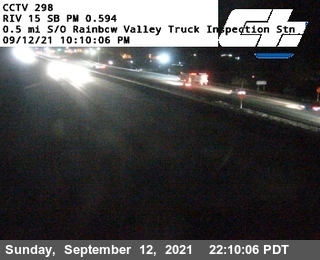 CCTV 298
RIV 15 SB PM 0.594
0.5 mi S/O Rainbow Valley Truck Inspection Stn
09/12/21 10:10:06 PM
Sunday, September 12, 2021 22:10:06 PDT